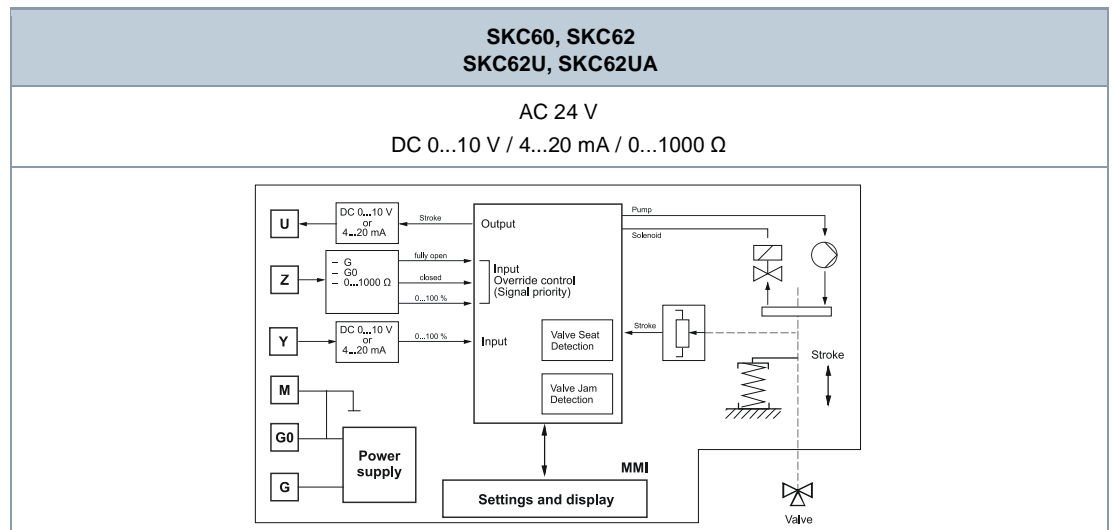 SKC60, SKC62
SKC62U, SKC62UA
AC 24 V
DC 0...10 V / 4...20 mA / 0...1000 Ω
U
DC 0...10 V
or
4...20 mA
Stroke
Output
Pump
Solenoid
Z
– G
– G0
– 0...1000 Ω
fully open
closed
0...100 %
Input
Override control
(Signal priority)
Y
DC 0...10 V
or
4...20 mA
0...100 %
Input
Valve Seat
Detection
Stroke
Stroke
Valve Jam
Detection
M
G0
G
Power
supply
MMI
Settings and display
Valve